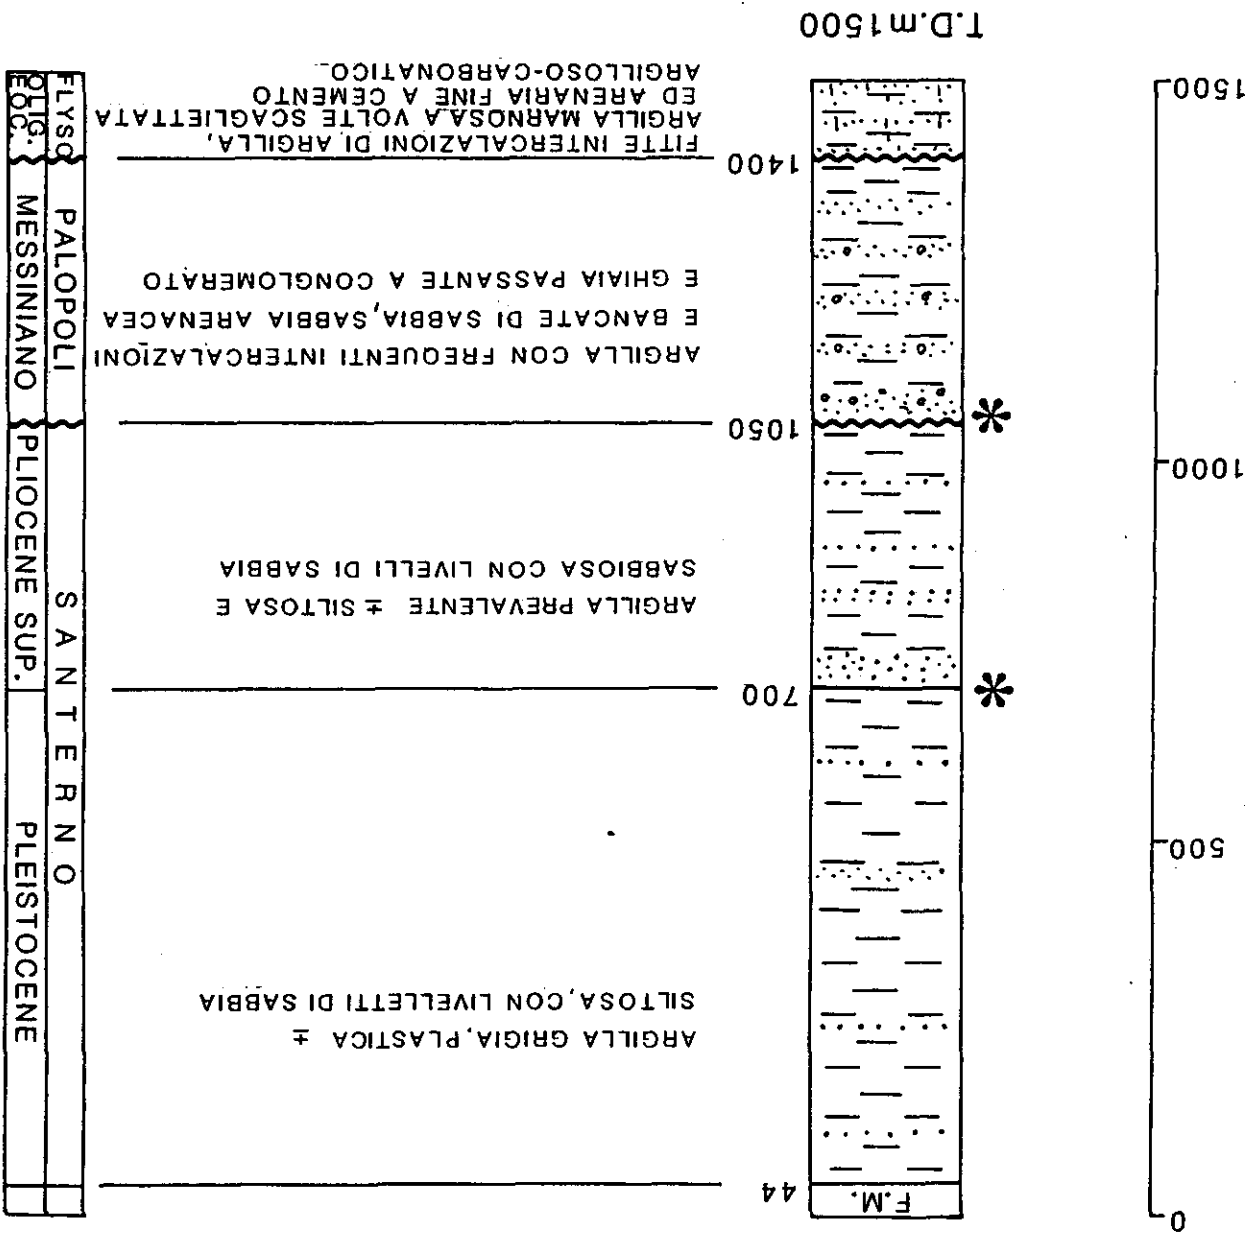 0
F.M.
44
ARGILLA GRIGIA, PLASTICA ±
SILTOSA, CON LIVELLETTI DI SABBIA
500
700
ARGILLA PREVALENTE ± SILTOSA E
SABBIOSA CON LIVELLI DI SABBIA
1000
1050
ARGILLA CON FREQUENTI INTERCALAZIONI
E BANCATE DI SABBIA, SABBIA ARENACEA
E GHIAIA PASSANTE A CONGLOMERATO
1400
FITTE INTERCALAZIONI DI ARGILLA,
ARGILLA MARNOSA A VOLTE SCAGLIETTATA
ED ARENARIA FINE A CEMENTO
ARGILLOSO-CARBONATICO
1500
T.D.m1500
SANTERNO
PALOPOLI
FLYSC
PLEISTOCENE
PLIOCENE SUP.
MESSINIANO
OLIG.
EOC.